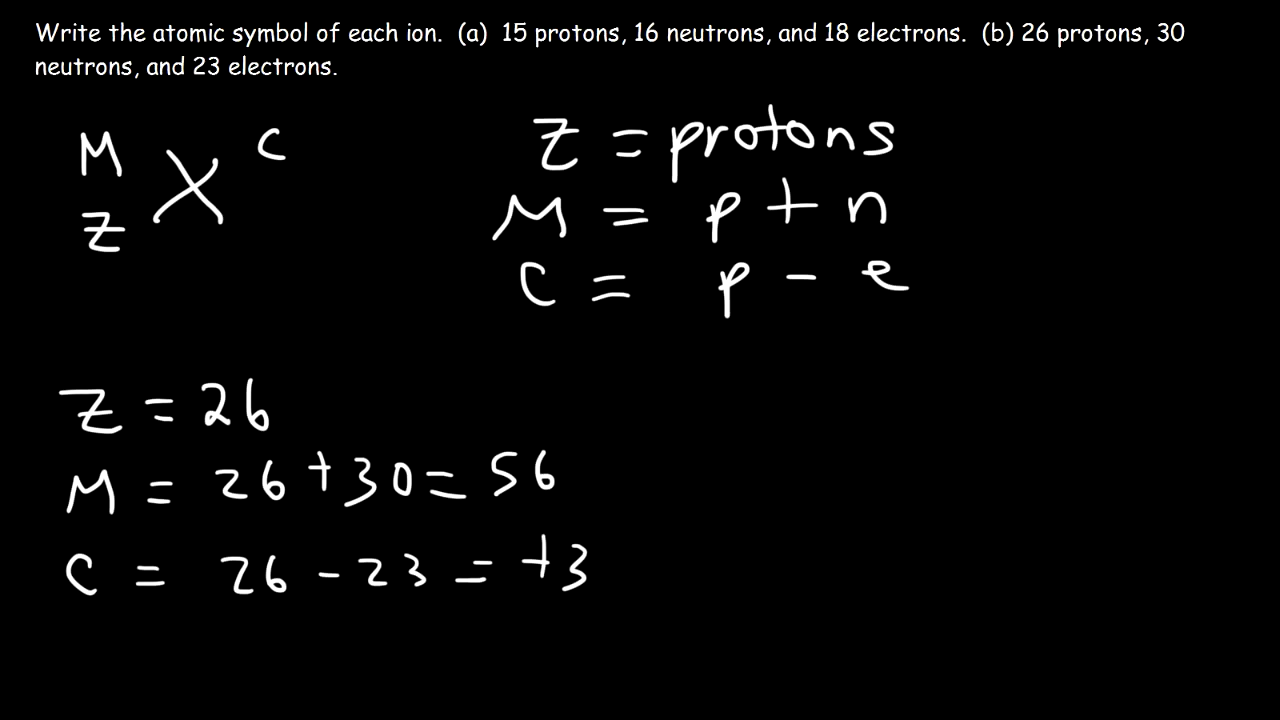 Write the atomic symbol of each ion. (a) 15 protons, 16 neutrons, and 18 electrons. (b) 26 protons, 30
neutrons, and 23 electrons.
M
Z X C
Z = protons
M = p + n
C = p - e
Z = 26
M = 26 + 30 = 56
C = 26 - 23 = +3